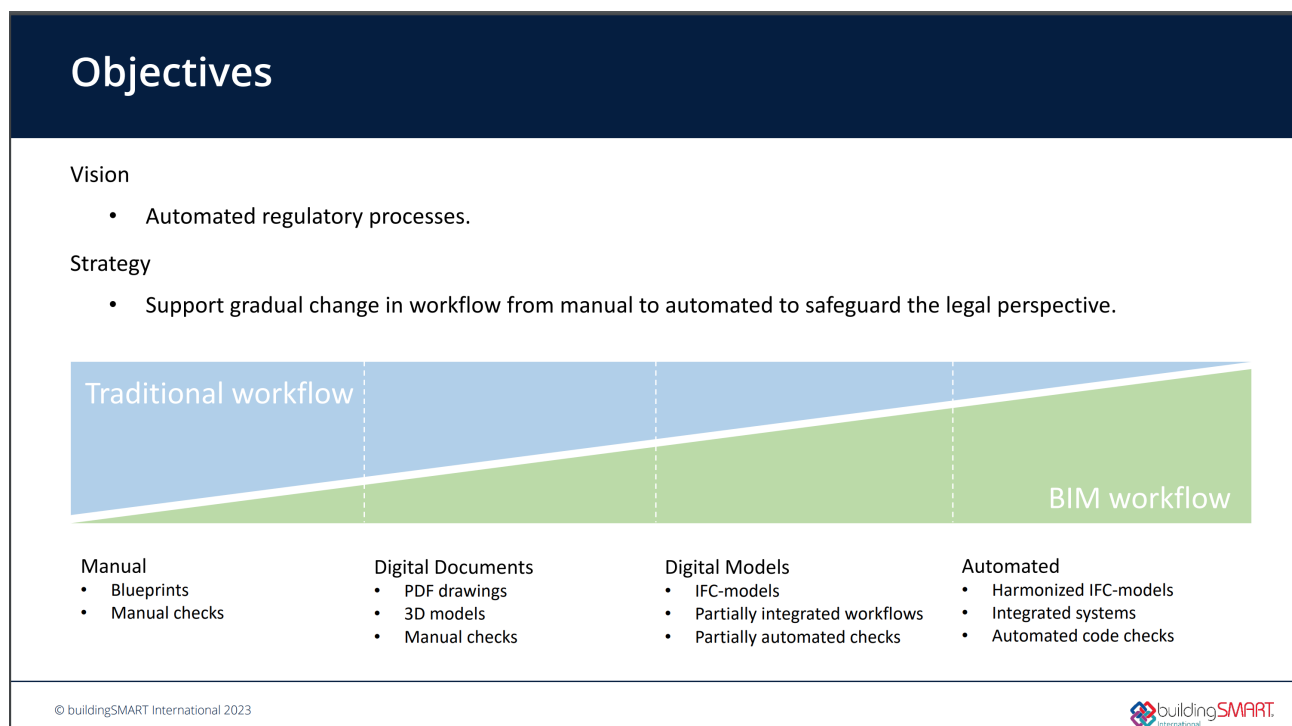 Objectives
Vision
• Automated regulatory processes.
Strategy
• Support gradual change in workflow from manual to automated to safeguard the legal perspective.
Traditional workflow
BIM workflow
Manual
• Blueprints
• Manual checks
Digital Documents
• PDF drawings
• 3D models
• Manual checks
Digital Models
• IFC-models
• Partially integrated workflows
• Partially automated checks
Automated
• Harmonized IFC-models
• Integrated systems
• Automated code checks
© buildingSMART International 2023
buildingSMART.
International